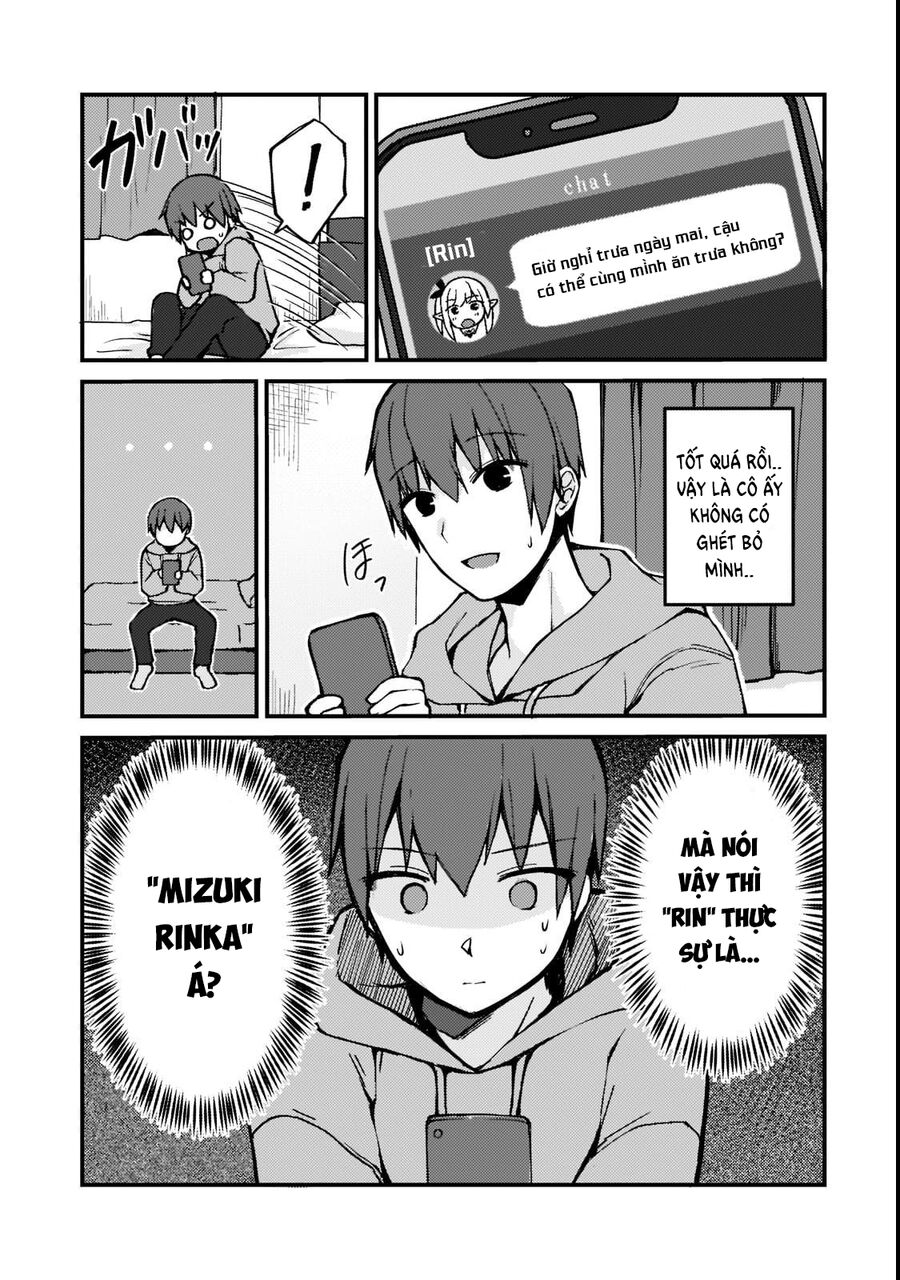 chat
[Rin]
Giờ nghỉ trưa ngày mai, cậu
có thể cùng mình ăn trưa không?
!
ガバッ
TỐT QUÁ RỒI..
VẬY LÀ CÔ ẤY
KHÔNG CÓ
GHÉT BỎ
MÌNH..
ほっ
...
MÀ NÓI
VẬY THÌ
"RIN" THỰC
SỰ LÀ...
"MIZUKI
RINKA"
Á?